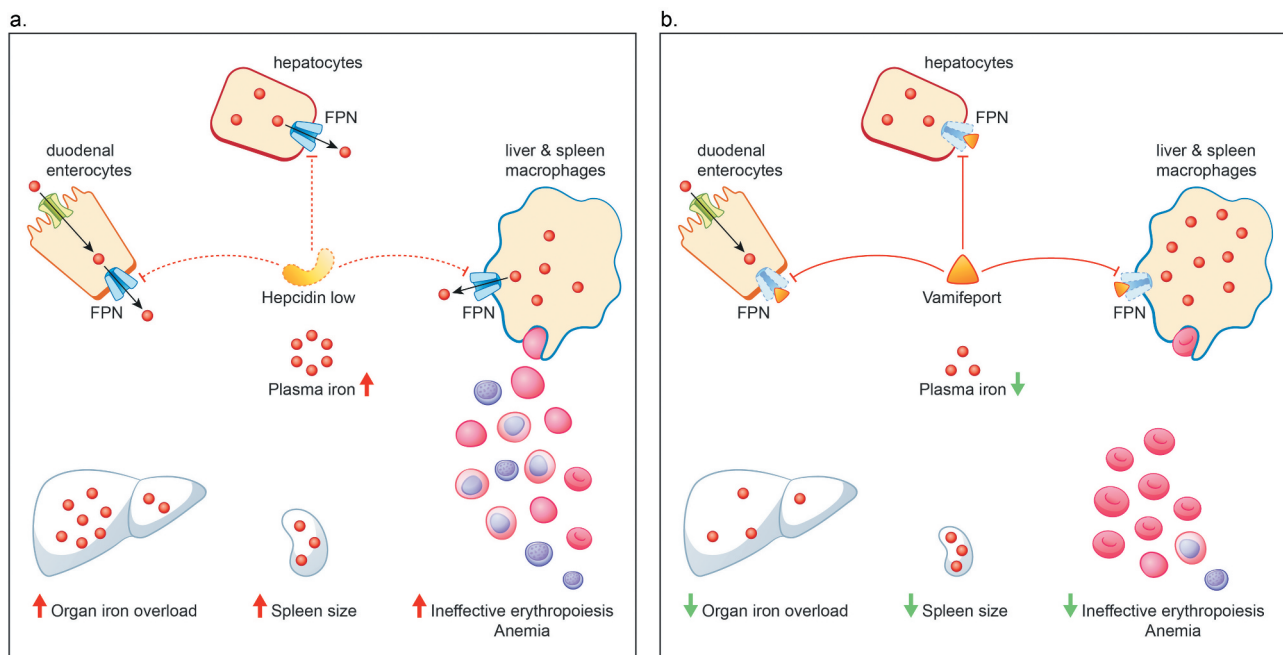 a.
hepatocytes
FPN
duodenal
enterocytes
liver & spleen
macrophages
Hepcidin low
FPN
FPN
Plasma iron
Organ iron overload
Spleen size
Ineffective erythropoiesis
Anemia
b.
hepatocytes
FPN
duodenal
enterocytes
liver & spleen
macrophages
Vamifeport
FPN
FPN
Plasma iron
Organ iron overload
Spleen size
Ineffective erythropoiesis
Anemia